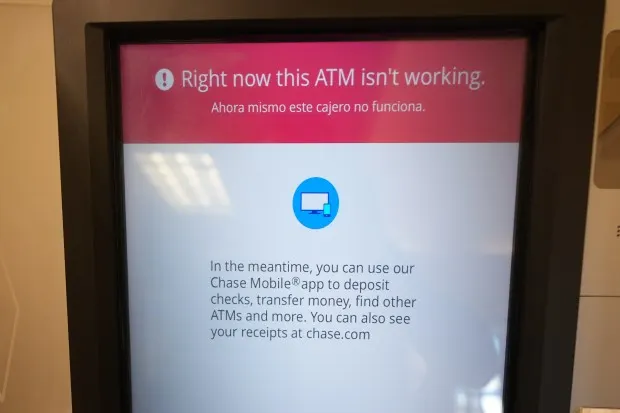 Right now this ATM isn't working.
Ahora mismo este cajero no funciona.
In the meantime, you can use our
Chase Mobile®app to deposit
checks, transfer money, find other
ATMs and more. You can also see
your receipts at chase.com